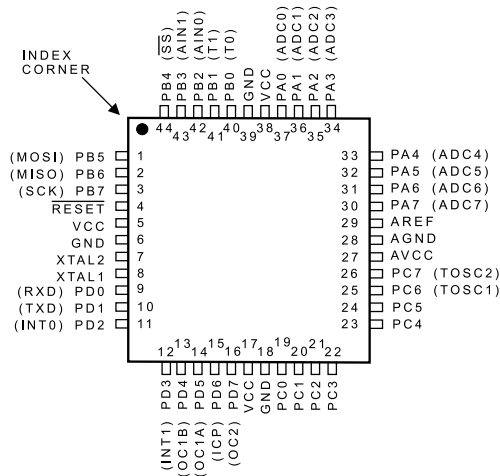 INDEX
CORNER
PB4 (SS)
PB3 (AIN1)
PB2 (AIN0)
PB1 (T1)
PB0 (T0)
GND
VCC
PA0 (ADC0)
PA1 (ADC1)
PA2 (ADC2)
PA3 (ADC3)
44 43 42 41 40 39 38 37 36 35 34
(MOSI) PB5 1
(MISO) PB6 2
(SCK) PB7 3
RESET 4
VCC 5
GND 6
XTAL2 7
XTAL1 8
(RXD) PD0 9
(TXD) PD1 10
(INT0) PD2 11
33 PA4 (ADC4)
32 PA5 (ADC5)
31 PA6 (ADC6)
30 PA7 (ADC7)
29 AREF
28 AGND
27 AVCC
26 PC7 (TOSC2)
25 PC6 (TOSC1)
24 PC5
23 PC4
12 13 14 15 16 17 18 19 20 21 22
(INT1) PD3
(OC1B) PD4
(OC1A) PD5
(ICP) PD6
(OC2) PD7
VCC
GND
PC0
PC1
PC2
PC3